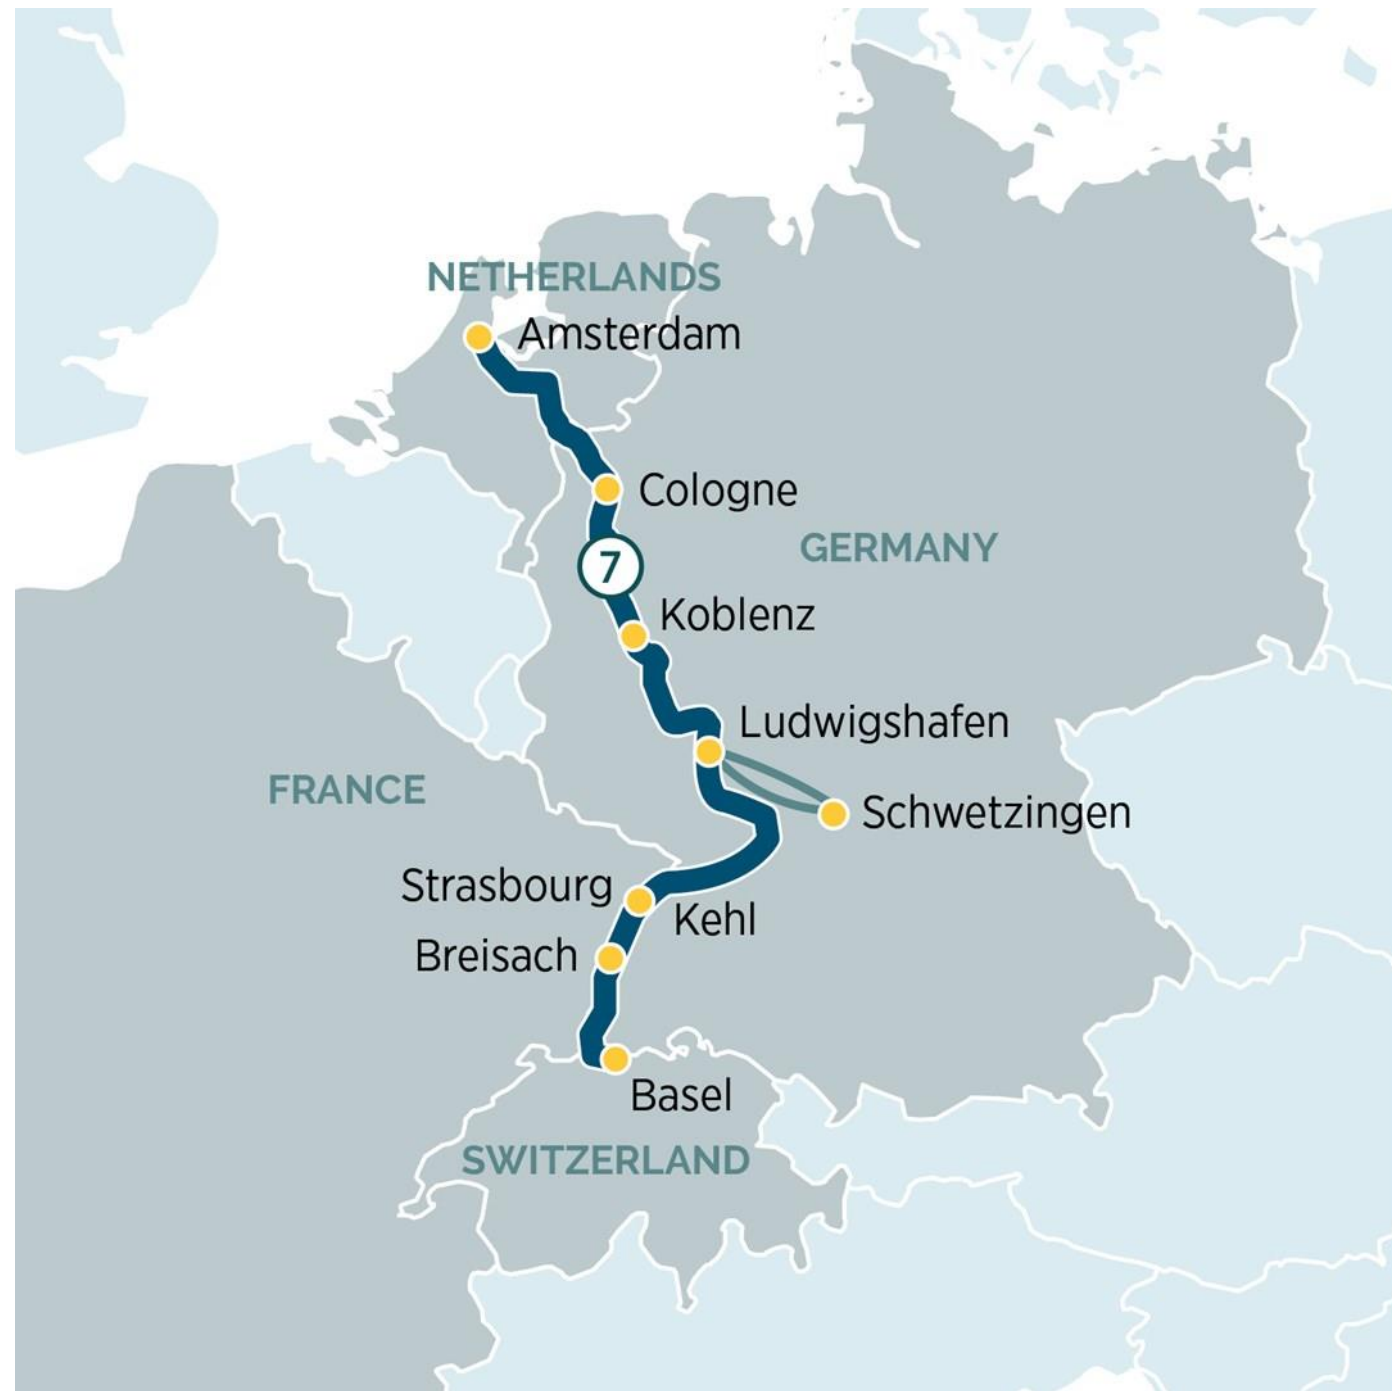 NETHERLANDS
Amsterdam
Cologne
GERMANY
7
Koblenz
Ludwigshafen
FRANCE
Schwetzingen
Strasbourg
Kehl
Breisach
Basel
SWITZERLAND